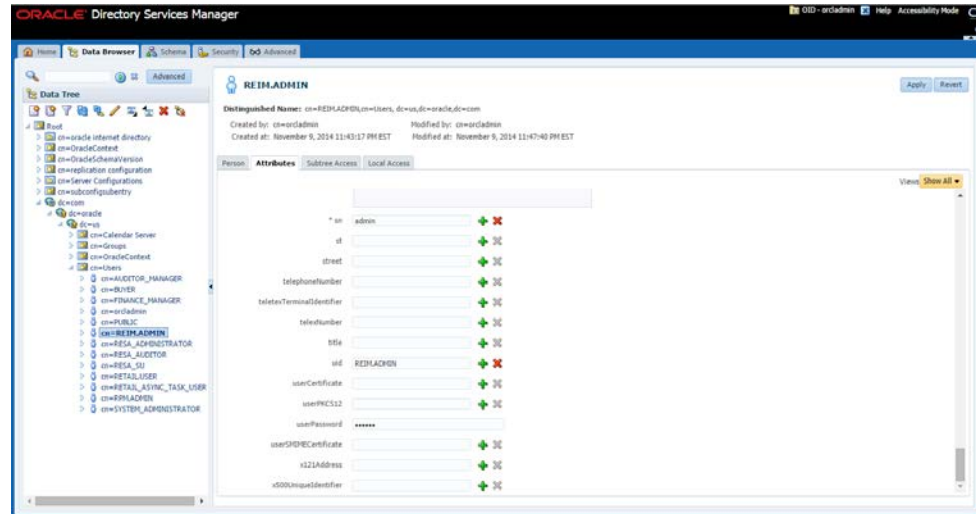 ORACLE Directory Services Manager
OID - orcladmin Help Accessibility Mode
Home Data Browser Schema Security Advanced
Advanced
Data Tree
Root
cn=oracle internet directory
cn=OracleContext
cn=OracleSchemaVersion
cn=replication configuration
cn=Server Configurations
cn=subconfigsubentry
dc=com
dc=oracle
dc=us
cn=Calendar Server
cn=Groups
cn=OracleContext
cn=Users
cn=AUDITOR_MANAGER
cn=BUYER
cn=FINANCE_MANAGER
cn=orcladmin
cn=PUBLIC
cn=REIM.ADMIN
cn=RESA_ADMINISTRATOR
cn=RESA_AUDITOR
cn=RESA_SU
cn=RETAIL.USER
cn=RETAIL_ASYNC_TASK_USER
cn=RPM.ADMIN
cn=SYSTEM_ADMINISTRATOR
REIM.ADMIN
Apply Revert
Distinguished Name: cn=REIM.ADMIN,cn=Users, dc=us,dc=oracle,dc=com
Created by: cn=orcladmin Modified by: cn=orcladmin
Created at: November 9, 2014 11:43:17 PM EST Modified at: November 9, 2014 11:47:40 PM EST
Person Attributes Subtree Access Local Access
Views Show All
* sn admin
st
street
telephoneNumber
teletexTerminalIdentifier
telexNumber
title
uid REIM.ADMIN
userCertificate
userPKCS12
userPassword ••••••
userSMIMECertificate
x121Address
x500UniqueIdentifier